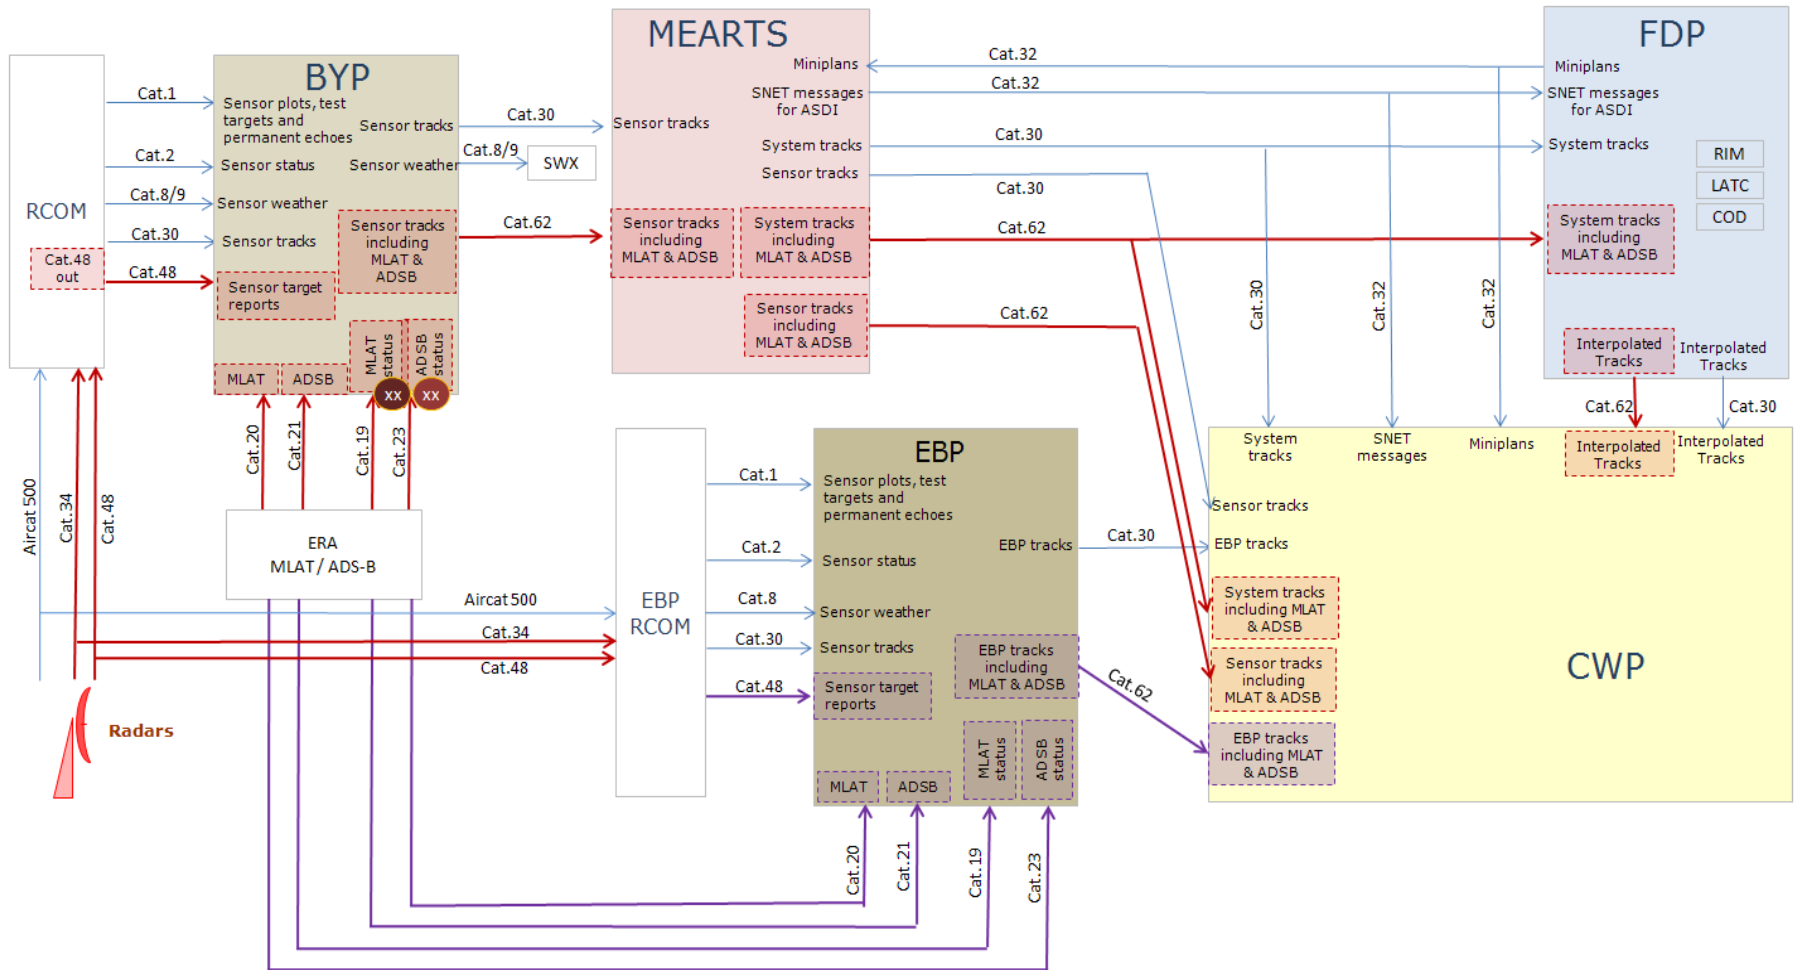 MEARTS
FDP
BYP
RCOM
Cat.1
Sensor plots, test
targets and
permanent echoes
Cat.2
Sensor status
Cat.8/9
Sensor weather
Cat.30
Sensor tracks
Cat.48
out
Cat.48
Sensor target
reports
Sensor tracks
Sensor weather
Sensor tracks
including
MLAT &
ADSB
MLAT
ADSB
MLAT
status
ADSB
status
xx
xx
Cat.30
Cat.8/9
SWX
Cat.62
Sensor tracks
Sensor tracks
including
MLAT & ADSB
Miniplans
SNET messages
for ASDI
System tracks
Sensor tracks
System tracks
including
MLAT & ADSB
Sensor tracks
including
MLAT & ADSB
Cat.32
Cat.32
Cat.30
Cat.30
Cat.62
Cat.62
Cat.30
Cat.32
Cat.32
Miniplans
SNET messages
for ASDI
System tracks
RIM
LATC
COD
System tracks
including
MLAT & ADSB
Interpolated
Tracks
Interpolated
Tracks
Cat.62
Cat.30
Cat.20
Cat.21
Cat.19
Cat.23
Aircat 500
Cat.34
Cat.48
ERA
MLAT / ADS-B
Aircat 500
Cat.34
Cat.48
Radars
EBP
RCOM
Cat.1
Cat.2
Cat.8
Cat.30
Cat.48
EBP
Sensor plots, test
targets and
permanent echoes
Sensor status
Sensor weather
Sensor tracks
Sensor target
reports
EBP tracks
EBP tracks
including
MLAT & ADSB
MLAT
ADSB
MLAT
status
ADSB
status
Cat.30
Cat.62
Cat.20
Cat.21
Cat.19
Cat.23
System
tracks
SNET
messages
Miniplans
Interpolated
Tracks
Interpolated
Tracks
Sensor tracks
EBP tracks
System tracks
including MLAT
& ADSB
Sensor tracks
including
MLAT & ADSB
EBP tracks
including MLAT
& ADSB
CWP